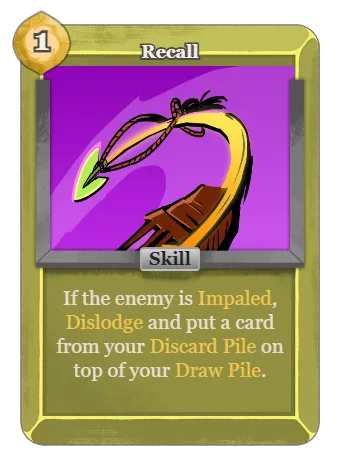 1
Recall
Skill
If the enemy is Impaled,
Dislodge and put a card
from your Discard Pile on
top of your Draw Pile.